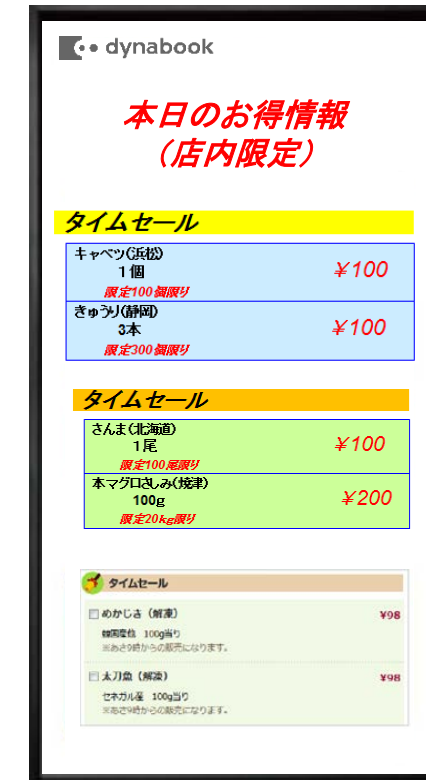 dynabook
本日のお得情報
（店内限定）
タイムセール
キャベツ(浜松)
1個
限定100個限り
￥100
きゅうり(静岡)
3本
限定300個限り
￥100
タイムセール
さんま(北海道)
1尾
限定100尾限り
￥100
本マグロさしみ(焼津)
100g
限定20kg限り
￥200
タイムセール
めかじき（解凍）
¥98
韓国産他 100g当り
※あさ9時からの販売になります。
太刀魚（解凍）
¥98
セネガル産 100g当り
※あさ9時からの販売になります。